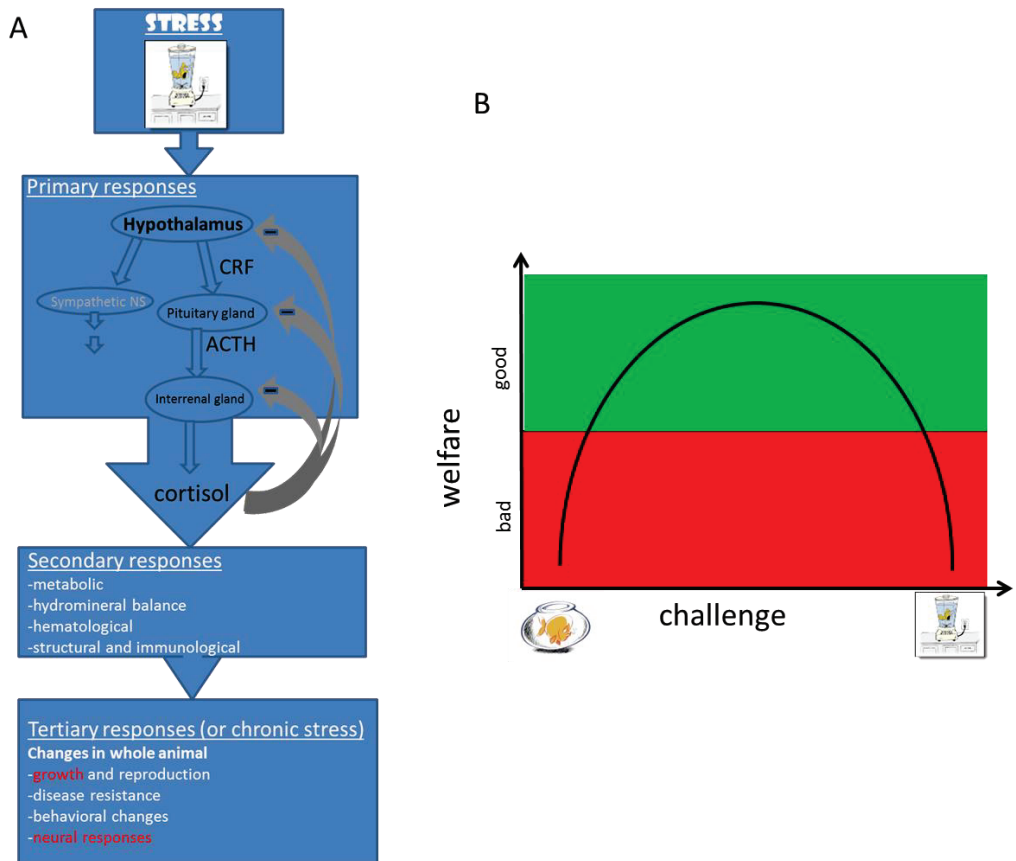 A
STRESS
Primary responses
Hypothalamus
CRF
Sympathetic NS
Pituitary gland
ACTH
Interrenal gland
cortisol
Secondary responses
-metabolic
-hydromineral balance
-hematological
-structural and immunological
Tertiary responses (or chronic stress)
Changes in whole animal
-growth and reproduction
-disease resistance
-behavioral changes
-neural responses
B
welfare
good
bad
challenge